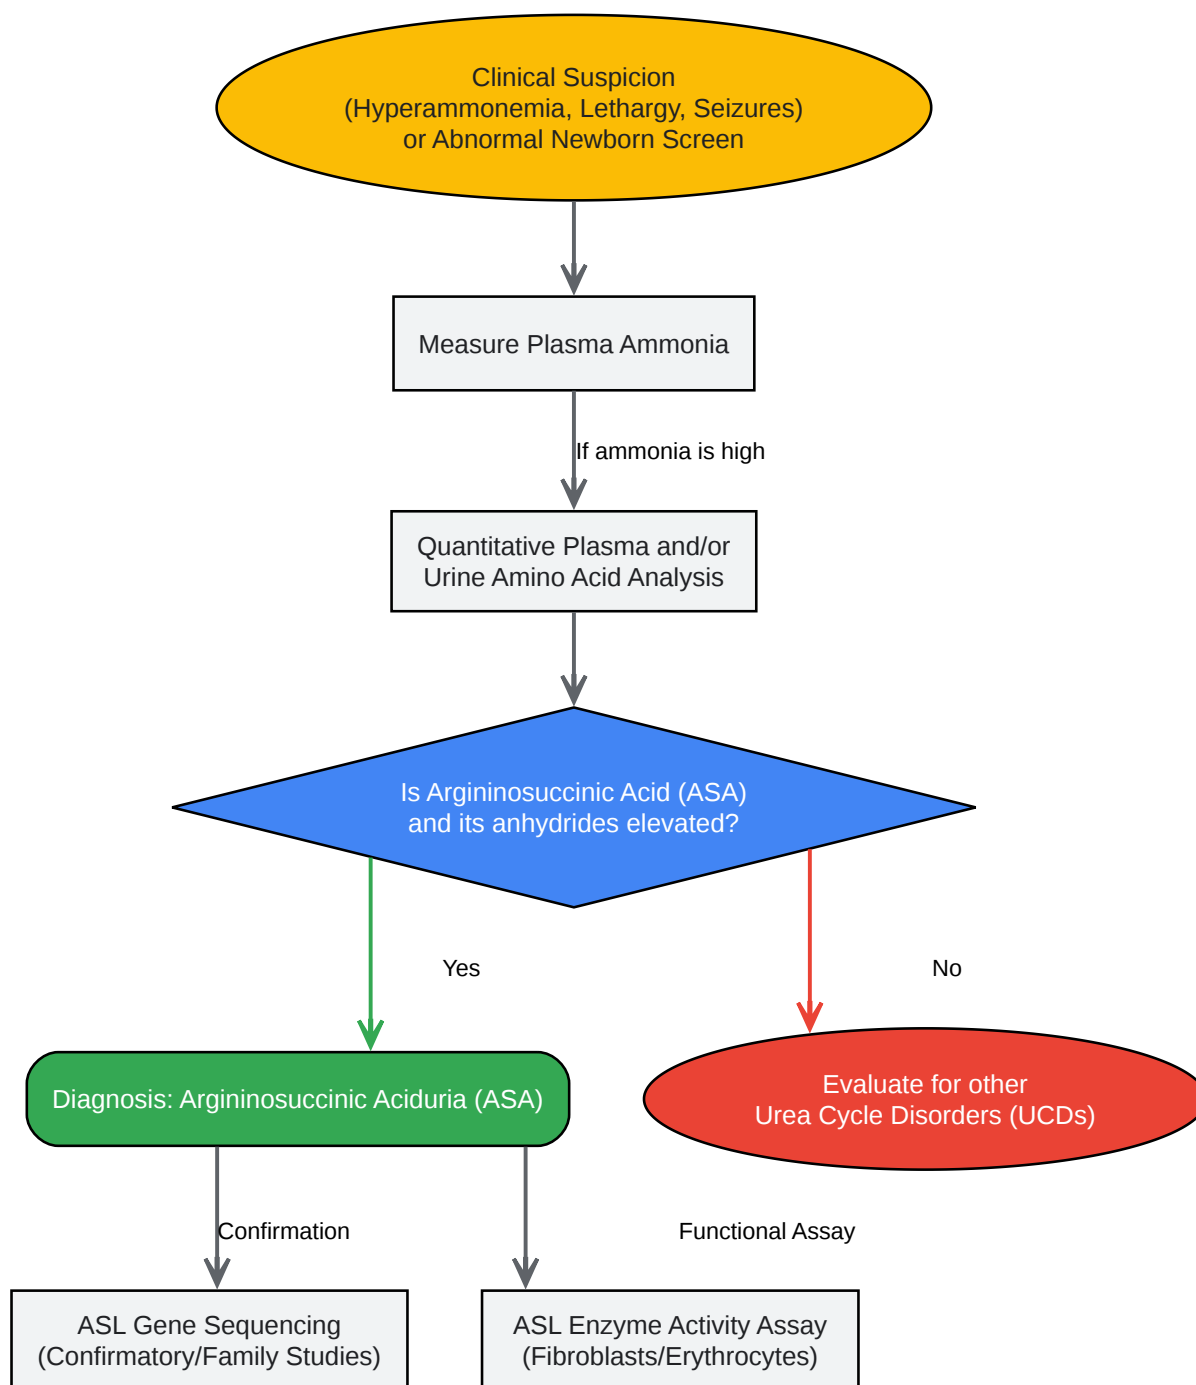 Clinical Suspicion
(Hyperammonemia, Lethargy, Seizures)
or Abnormal Newborn Screen
Measure Plasma Ammonia
If ammonia is high
Quantitative Plasma and/or
Urine Amino Acid Analysis
Is Argininosuccinic Acid (ASA)
and its anhydrides elevated?
Yes
No
Diagnosis: Argininosuccinic Aciduria (ASA)
Evaluate for other
Urea Cycle Disorders (UCDs)
Confirmation
Functional Assay
ASL Gene Sequencing
(Confirmatory/Family Studies)
ASL Enzyme Activity Assay
(Fibroblasts/Erythrocytes)